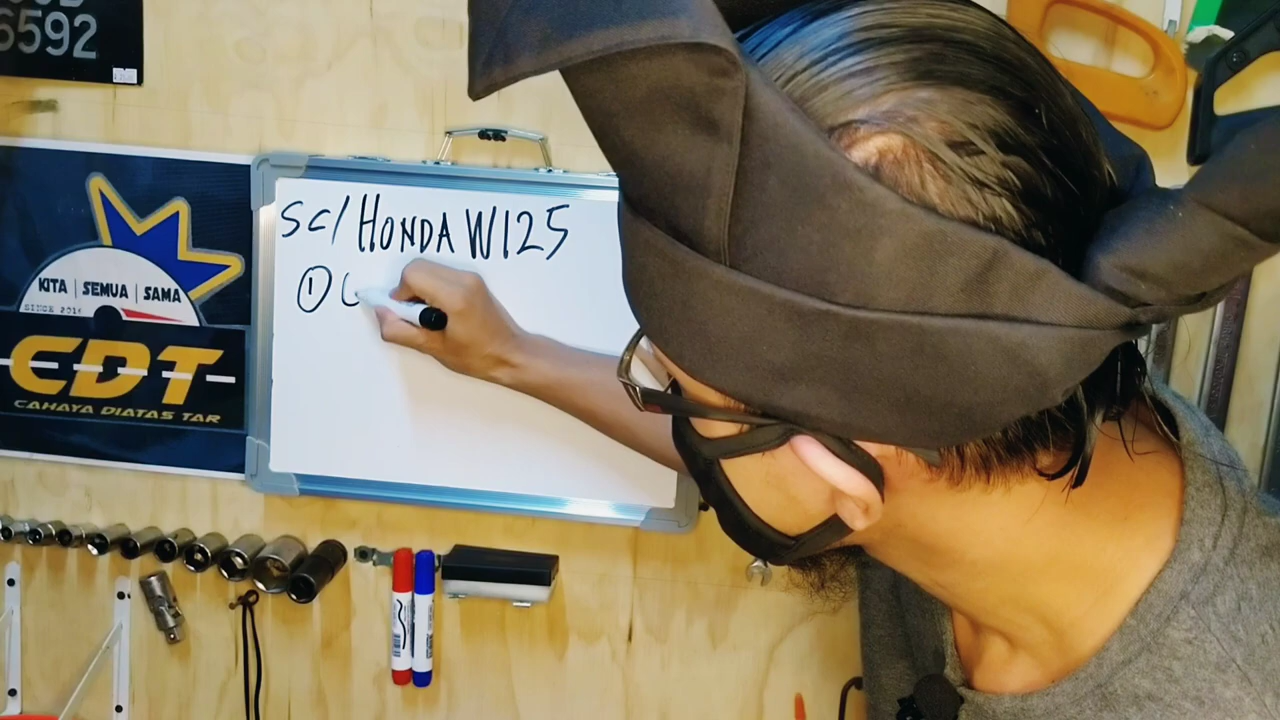 6592
SC/ HONDA W125
① C
KITA | SEMUA | SAMA
SINCE 2016
CDT
CAHAYA DIATAS TAR